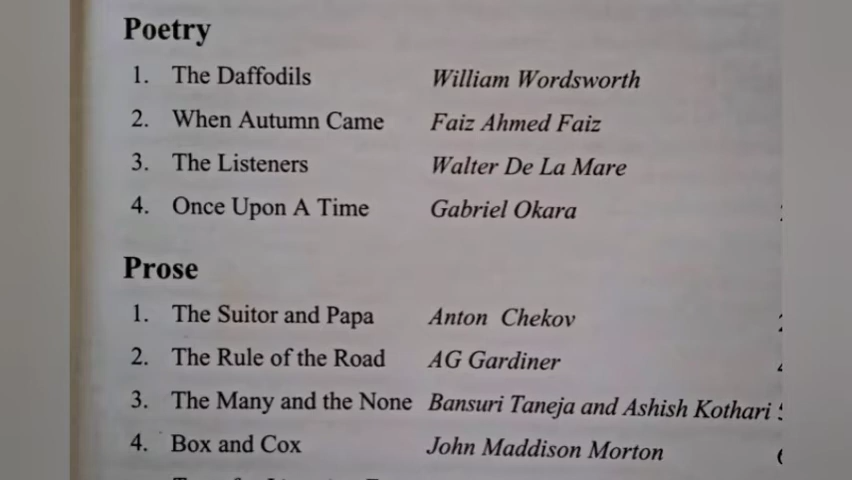 Poetry
1. The Daffodils William Wordsworth
2. When Autumn Came Faiz Ahmed Faiz
3. The Listeners Walter De La Mare
4. Once Upon A Time Gabriel Okara
Prose
1. The Suitor and Papa Anton Chekov
2. The Rule of the Road AG Gardiner
3. The Many and the None Bansuri Taneja and Ashish Kothari
4. Box and Cox John Maddison Morton